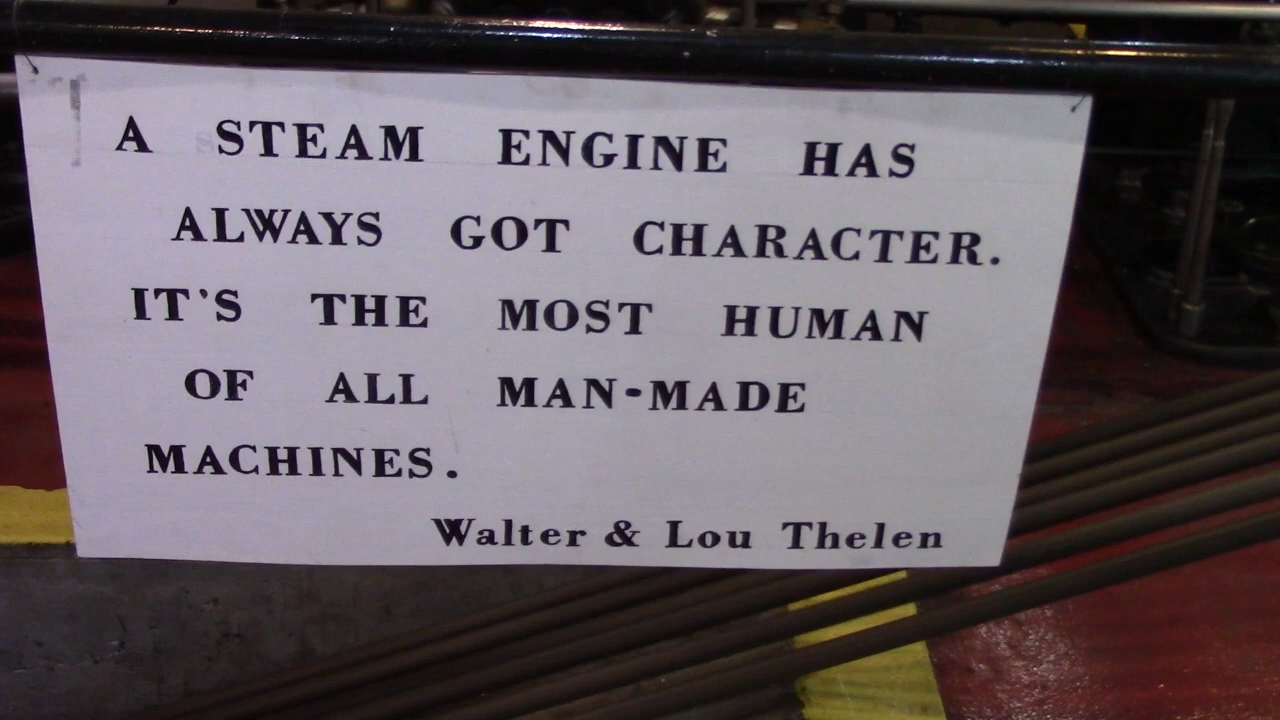 A STEAM ENGINE HAS
ALWAYS GOT CHARACTER.
IT'S THE MOST HUMAN
OF ALL MAN-MADE
MACHINES.
Walter & Lou Thelen